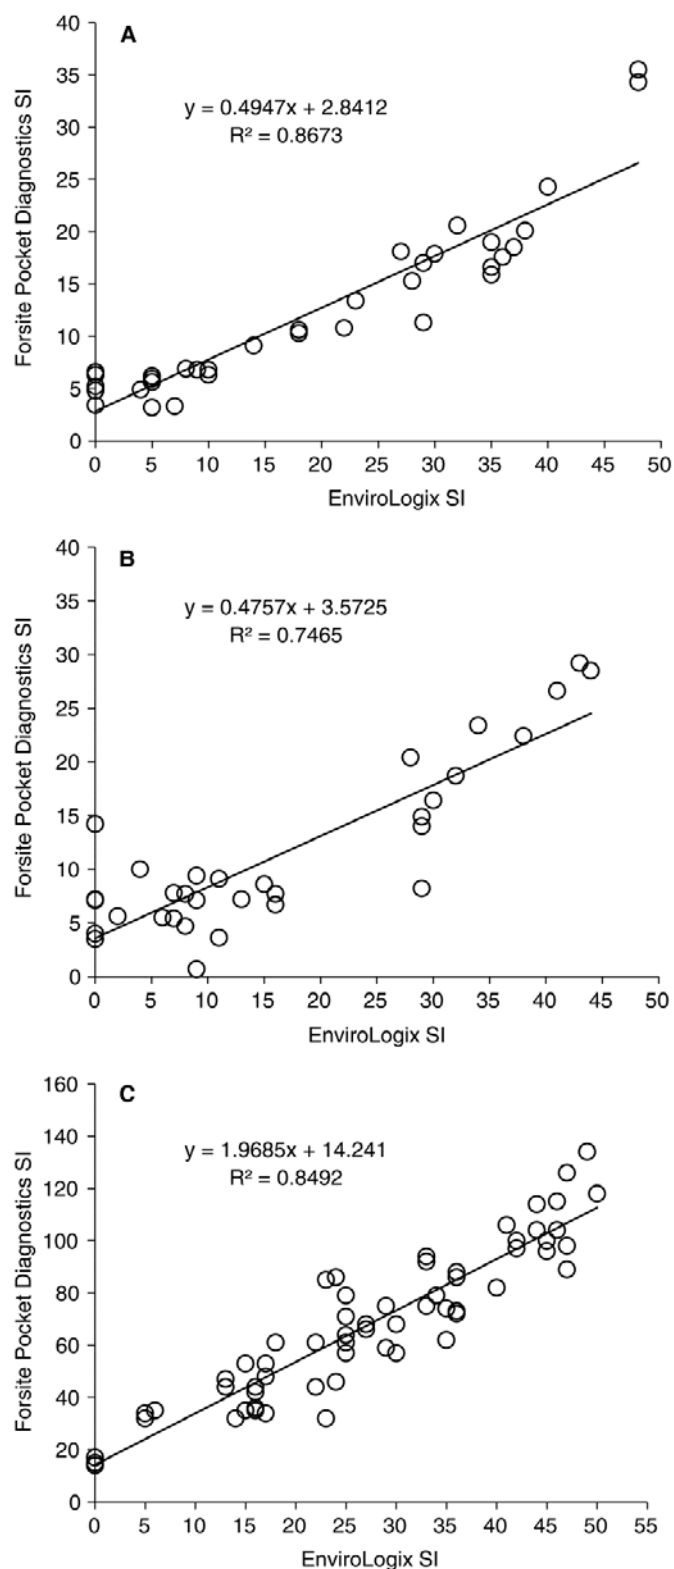 A
Forsite Pocket Diagnostics SI
40
35
30
25
20
15
10
5
0
y = 0.4947x + 2.8412
R² = 0.8673
0 5 10 15 20 25 30 35 40 45 50
EnviroLogix SI
B
Forsite Pocket Diagnostics SI
40
35
30
25
20
15
10
5
0
y = 0.4757x + 3.5725
R² = 0.7465
0 5 10 15 20 25 30 35 40 45 50
EnviroLogix SI
C
Forsite Pocket Diagnostics SI
160
140
120
100
80
60
40
20
0
y = 1.9685x + 14.241
R² = 0.8492
0 5 10 15 20 25 30 35 40 45 50 55
EnviroLogix SI